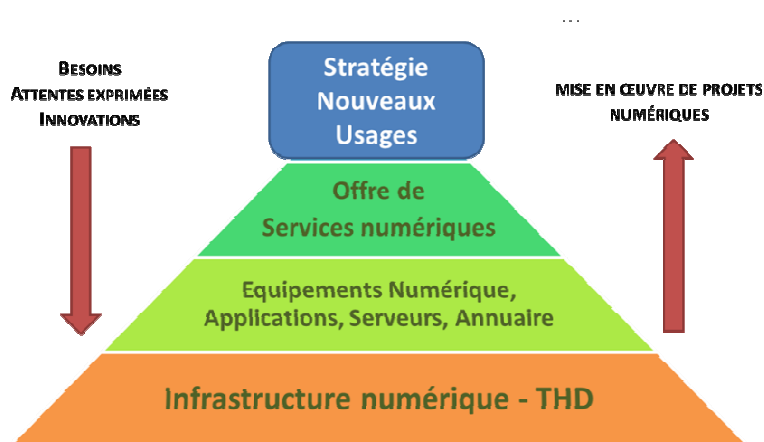 ...
BESOINS
ATTENTES EXPRIMÉES
INNOVATIONS
Stratégie
Nouveaux
Usages
MISE EN ŒUVRE DE PROJETS
NUMÉRIQUES
Offre de
Services numériques
Equipements Numérique,
Applications, Serveurs, Annuaire
Infrastructure numérique - THD